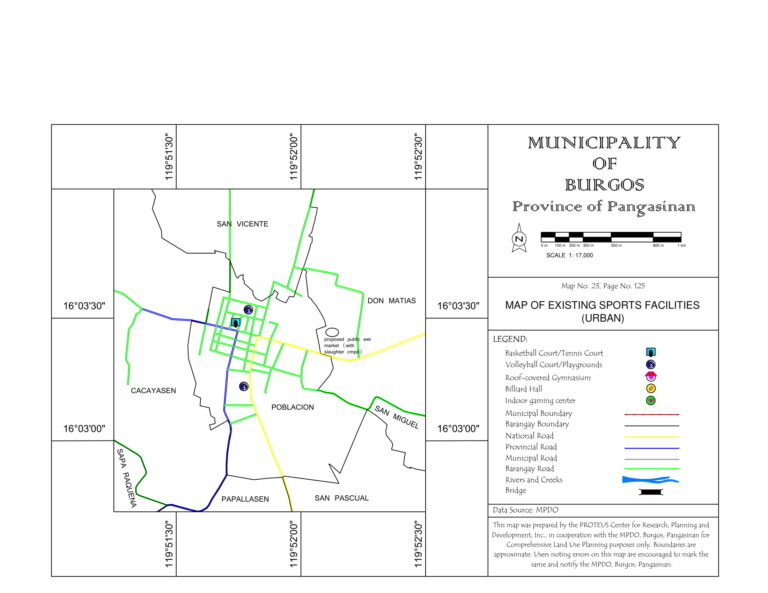 119°51'30"
119°52'00"
119°52'30"
SAN VICENTE
DON MATIAS
16°03'30"
16°03'30"
proposed public wet
market (with
slaughter cmpd)
CACAYASEN
POBLACION
SAN MIGUEL
16°03'00"
16°03'00"
SAPA RAQUENA
PAPALLASEN
SAN PASCUAL
119°51'30"
119°52'00"
119°52'30"
MUNICIPALITY
OF
BURGOS
Province of Pangasinan
N
0 m 100 m 200 m 300 m 500 m 800 m 1 km
SCALE 1: 17,000
Map No. 23, Page No. 125
MAP OF EXISTING SPORTS FACILITIES
(URBAN)
LEGEND:
Basketball Court/Tennis Court
Volleyball Court/Playgrounds
Roof-covered Gymnasium
Billiard Hall
Indoor gaming center
Municipal Boundary
Barangay Boundary
National Road
Provincial Road
Municipal Road
Barangay Road
Rivers and Creeks
Bridge
Data Source: MPDO
This map was prepared by the PROTEUS Center for Research, Planning and
Development, Inc., in cooperation with the MPDO, Burgos, Pangasinan for
Comprehensive Land Use Planning purposes only. Boundaries are
approximate. Users noting errors on this map are encouraged to mark the
same and notify the MPDO, Burgos, Pangasinan.